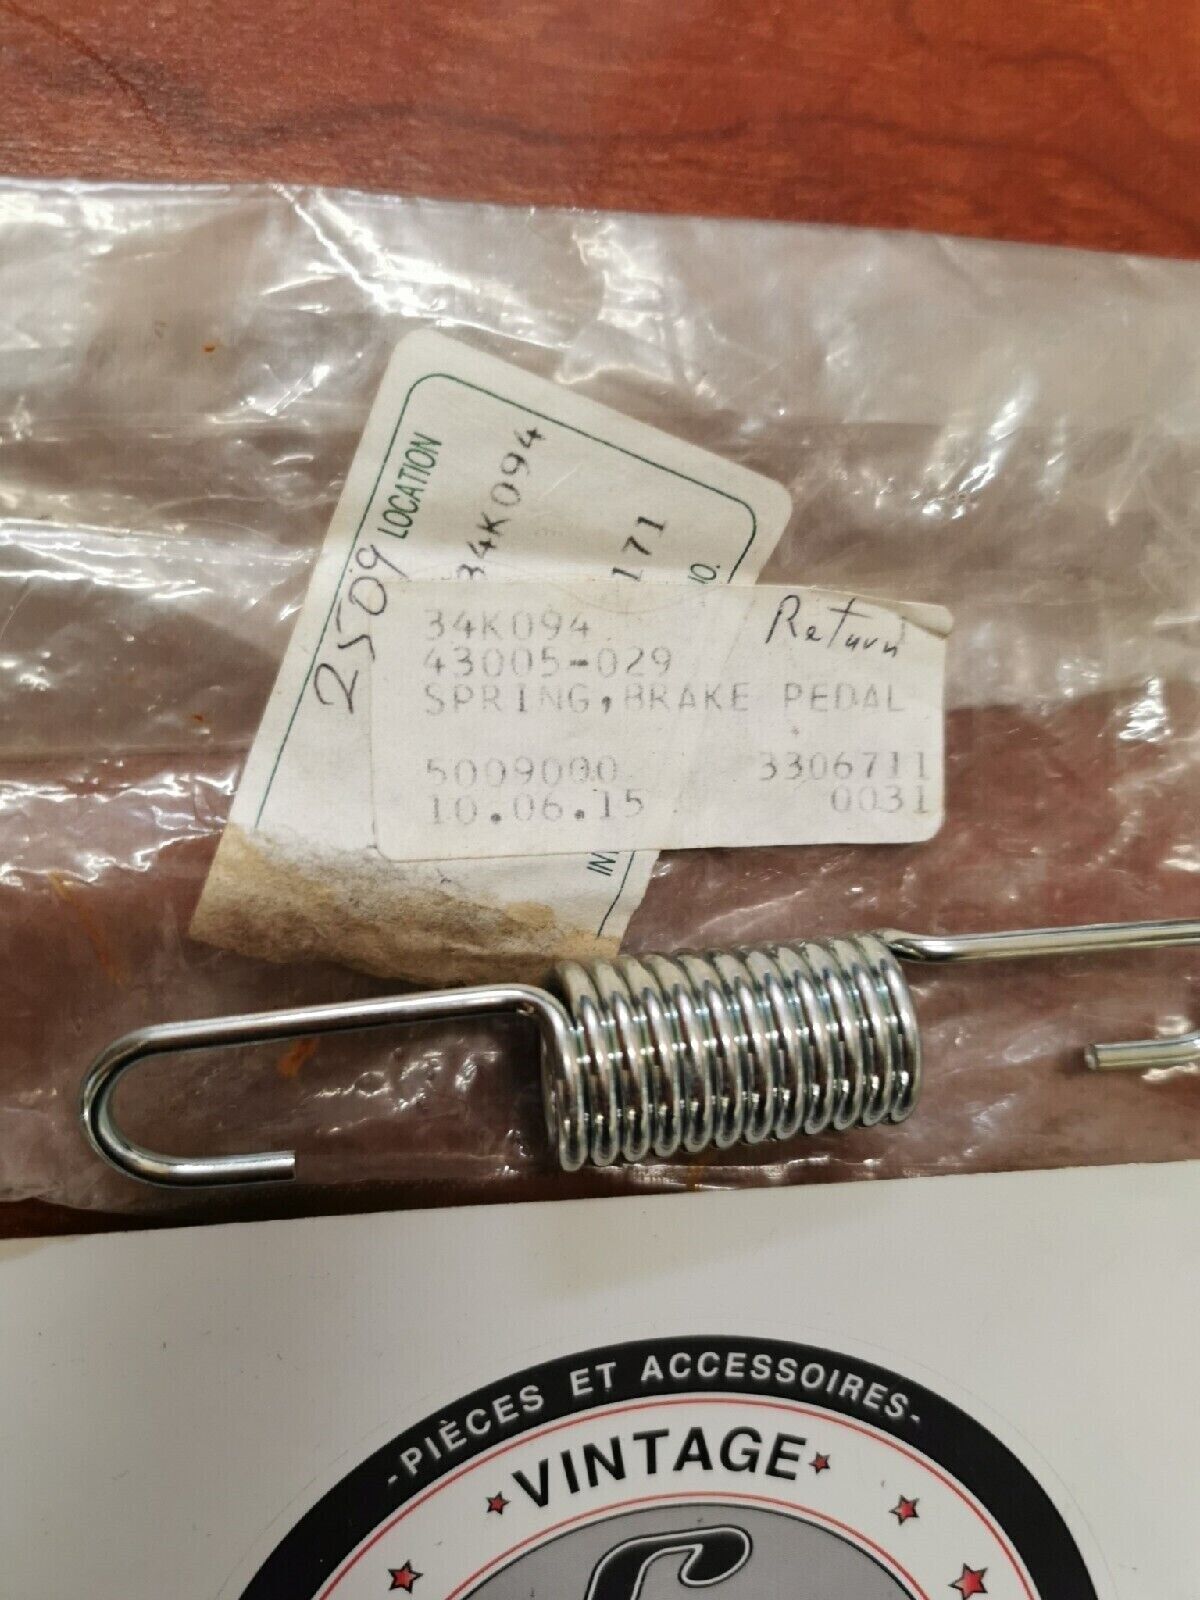 LOCATION
2509
34K094
171
NO.
34K094
Return
43005-029
SPRING,BRAKE PEDAL
5009000 3306711
10.06.15 0031
-PIÈCES ET ACCESSOIRES-
VINTAGE